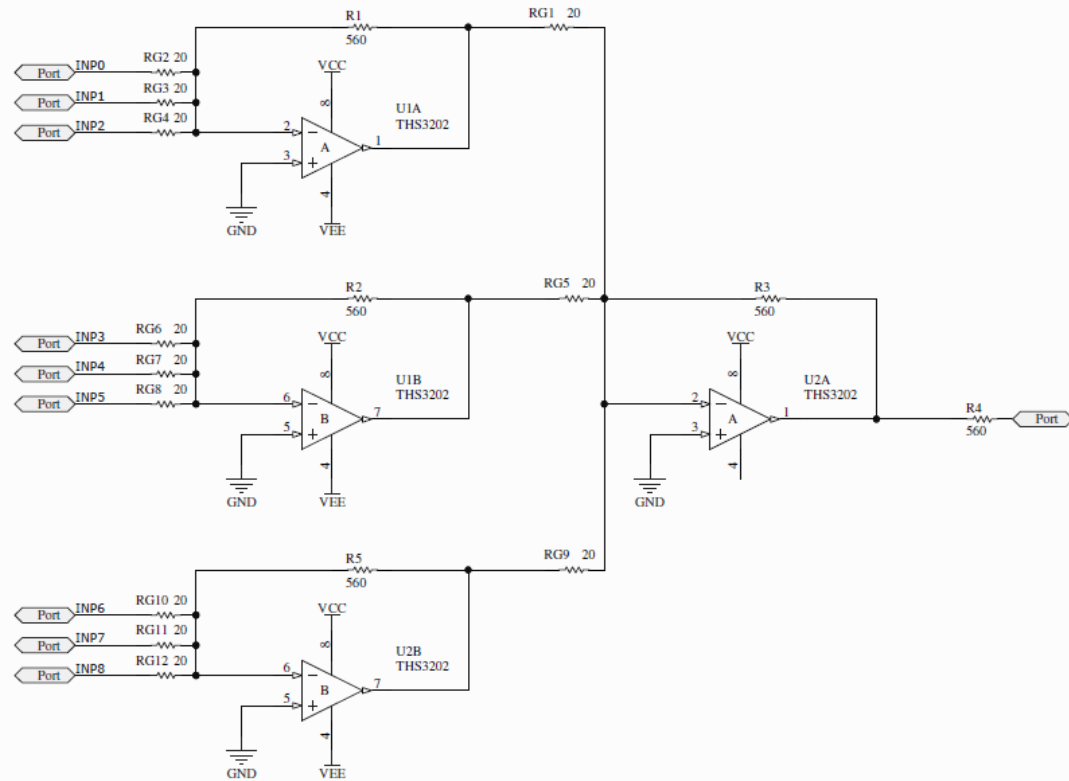 R1
560
RG1 20
RG2 20
Port INP0
RG3 20
Port INP1
RG4 20
Port INP2
VCC
8
U1A
THS3202
2
A
1
3
4
GND
VEE
R2
560
RG5 20
R3
560
RG6 20
Port INP3
RG7 20
Port INP4
RG8 20
Port INP5
VCC
8
U1B
THS3202
6
B
7
5
4
GND
VEE
VCC
8
U2A
THS3202
2
A
1
3
4
GND
R4
560
Port
R5
560
RG9 20
RG10 20
Port INP6
RG11 20
Port INP7
RG12 20
Port INP8
VCC
8
U2B
THS3202
6
B
7
5
4
GND
VEE